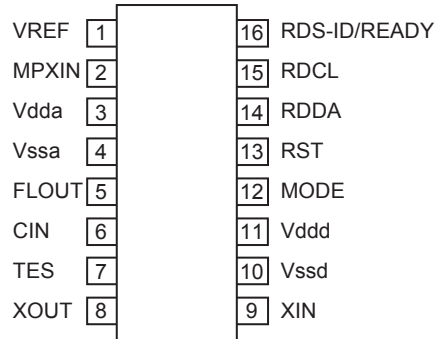 VREF 1 16 RDS-ID/READY
MPXIN 2 15 RDCL
Vdda 3 14 RDDA
Vssa 4 13 RST
FLOUT 5 12 MODE
CIN 6 11 Vddd
TES 7 10 Vssd
XOUT 8 9 XIN